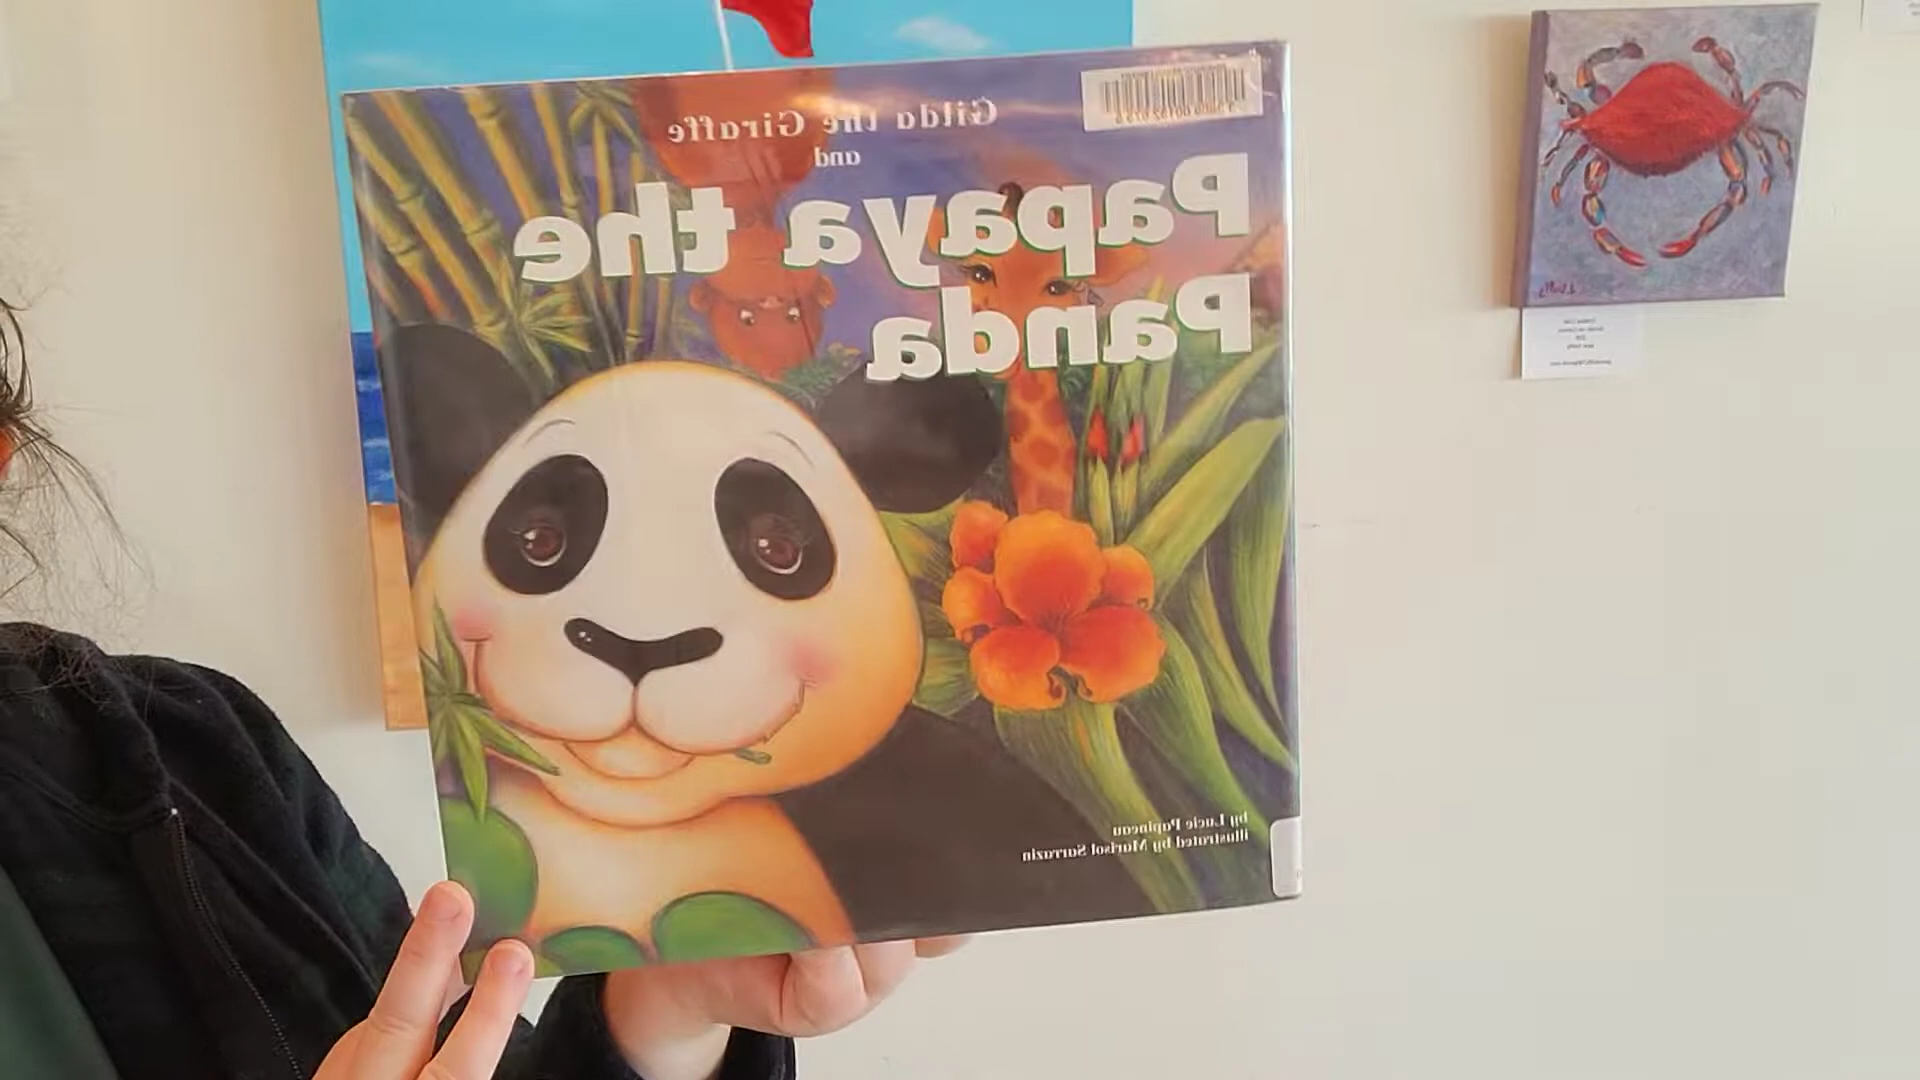 Gilda the Giraffe
and
Papaya the
Panda
by Lucie Papineau
illustrated by Marisol Sarrazin